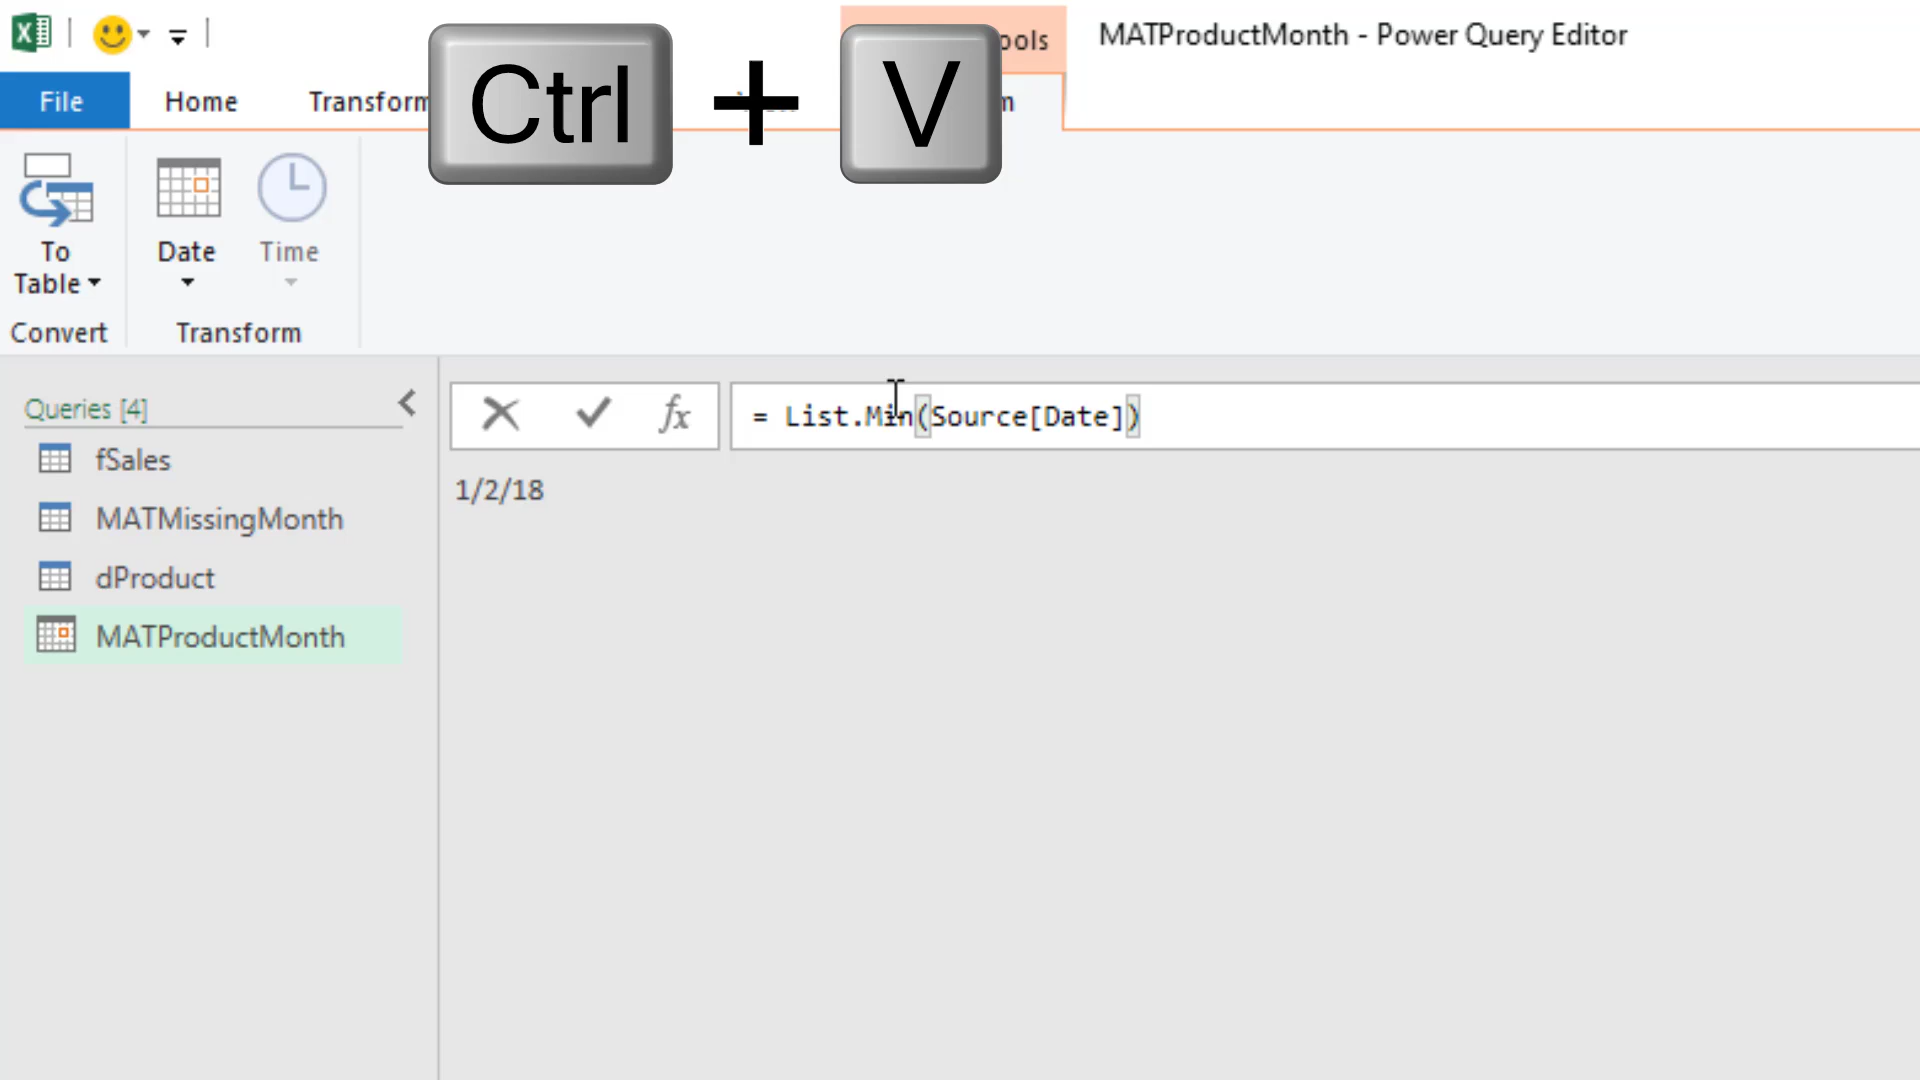 MATProductMonth - Power Query Editor
Ctrl + V
ools
File
Home
Transform
m
To
Table
Date
Time
Convert
Transform
Queries [4]
fSales
MATMissingMonth
dProduct
MATProductMonth
fx
= List.Min(Source[Date])
1/2/18